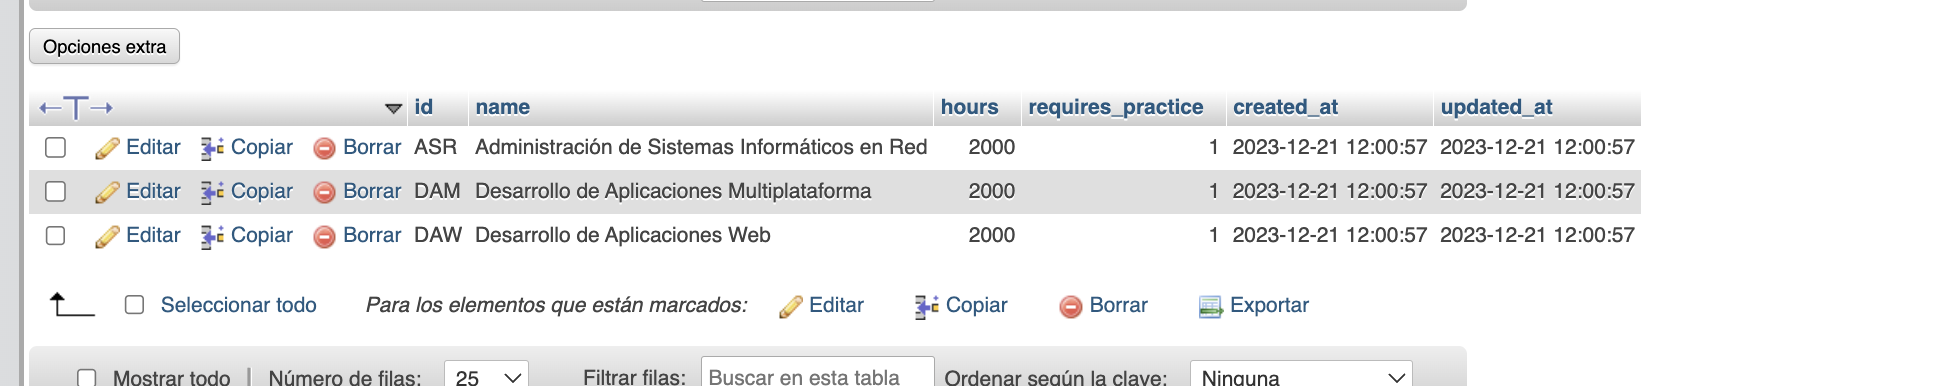 Opciones extra
←T→ id name hours requires_practice created_at updated_at
Editar Copiar Borrar ASR Administración de Sistemas Informáticos en Red 2000 1 2023-12-21 12:00:57 2023-12-21 12:00:57
Editar Copiar Borrar DAM Desarrollo de Aplicaciones Multiplataforma 2000 1 2023-12-21 12:00:57 2023-12-21 12:00:57
Editar Copiar Borrar DAW Desarrollo de Aplicaciones Web 2000 1 2023-12-21 12:00:57 2023-12-21 12:00:57
Seleccionar todo Para los elementos que están marcados: Editar Copiar Borrar Exportar
Mostrar todo | Número de filas: 25 Filtrar filas: Buscar en esta tabla Ordenar según la clave: Ninguna